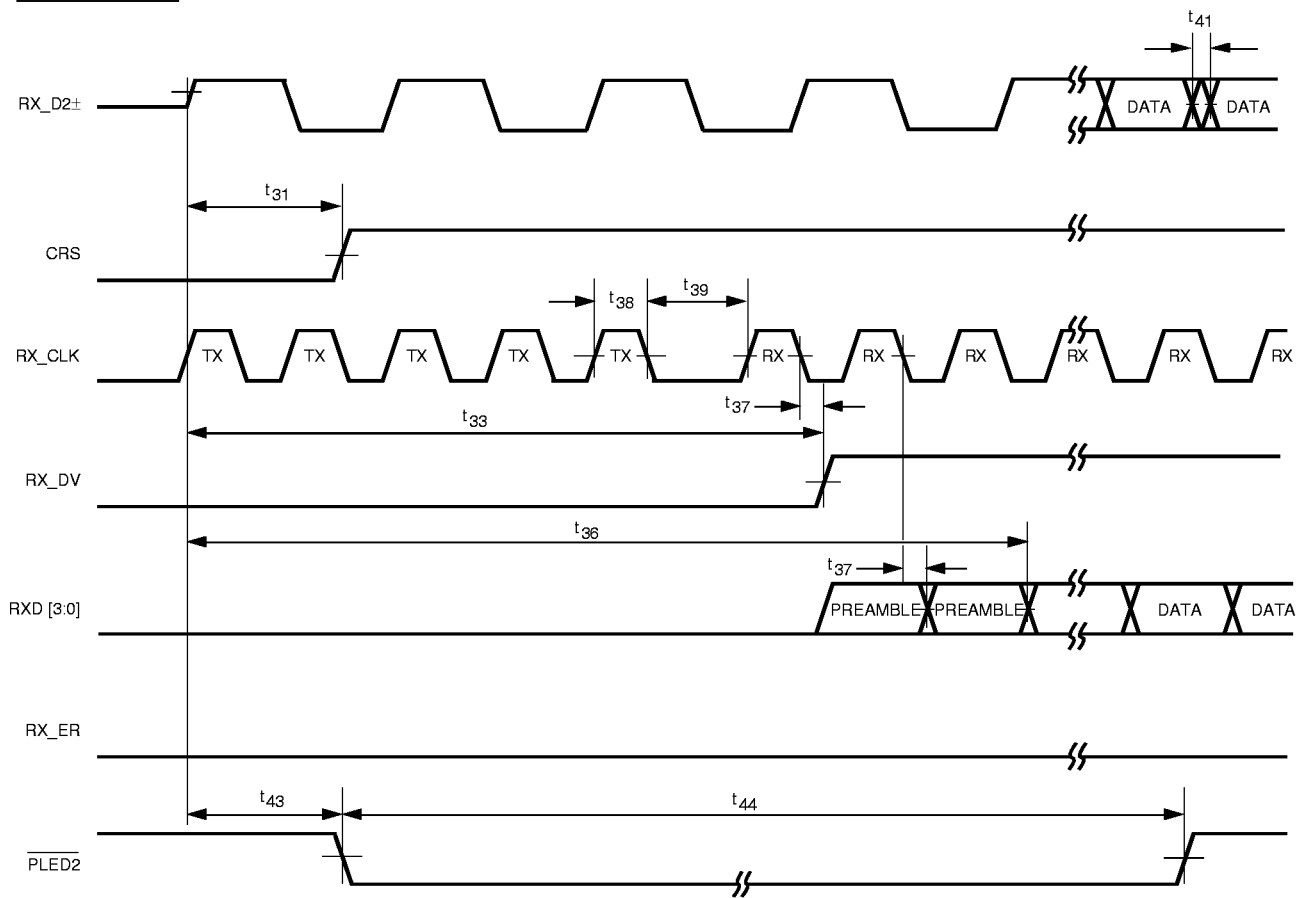 t41
RX_D2±
DATA
DATA
t31
CRS
t38
t39
RX_CLK
TX
TX
TX
TX
TX
RX
RX
RX
RX
RX
RX
t37
t33
RX_DV
t36
t37
RXD [3:0]
PREAMBLE
PREAMBLE
DATA
DATA
RX_ER
t43
t44
PLED2